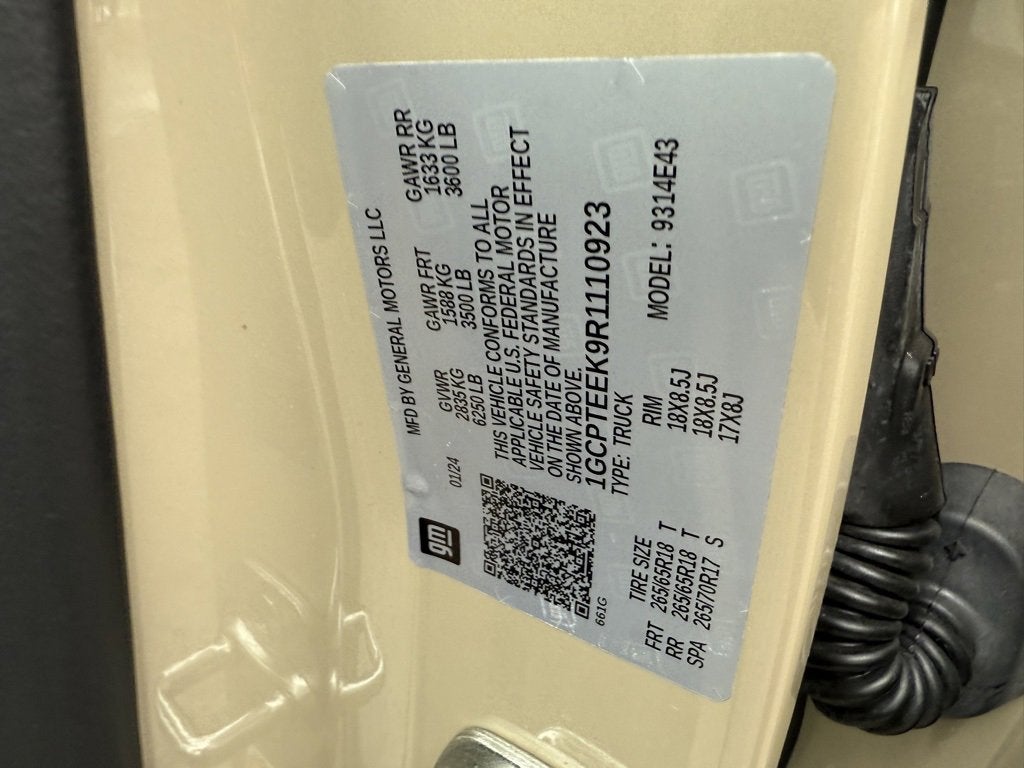 gm
MFD BY GENERAL MOTORS LLC
01/24
GVWR GAWR FRT GAWR RR
2835 KG 1588 KG 1633 KG
6250 LB 3500 LB 3600 LB
THIS VEHICLE CONFORMS TO ALL
APPLICABLE U.S. FEDERAL MOTOR
VEHICLE SAFETY STANDARDS IN EFFECT
ON THE DATE OF MANUFACTURE
SHOWN ABOVE.
1GCPTEEK9R1110923
661G
TYPE: TRUCK
MODEL: 9314E43
TIRE SIZE RIM
FRT 265/65R18 T 18X8.5J
RR 265/65R18 T 18X8.5J
SPA 265/70R17 S 17X8J